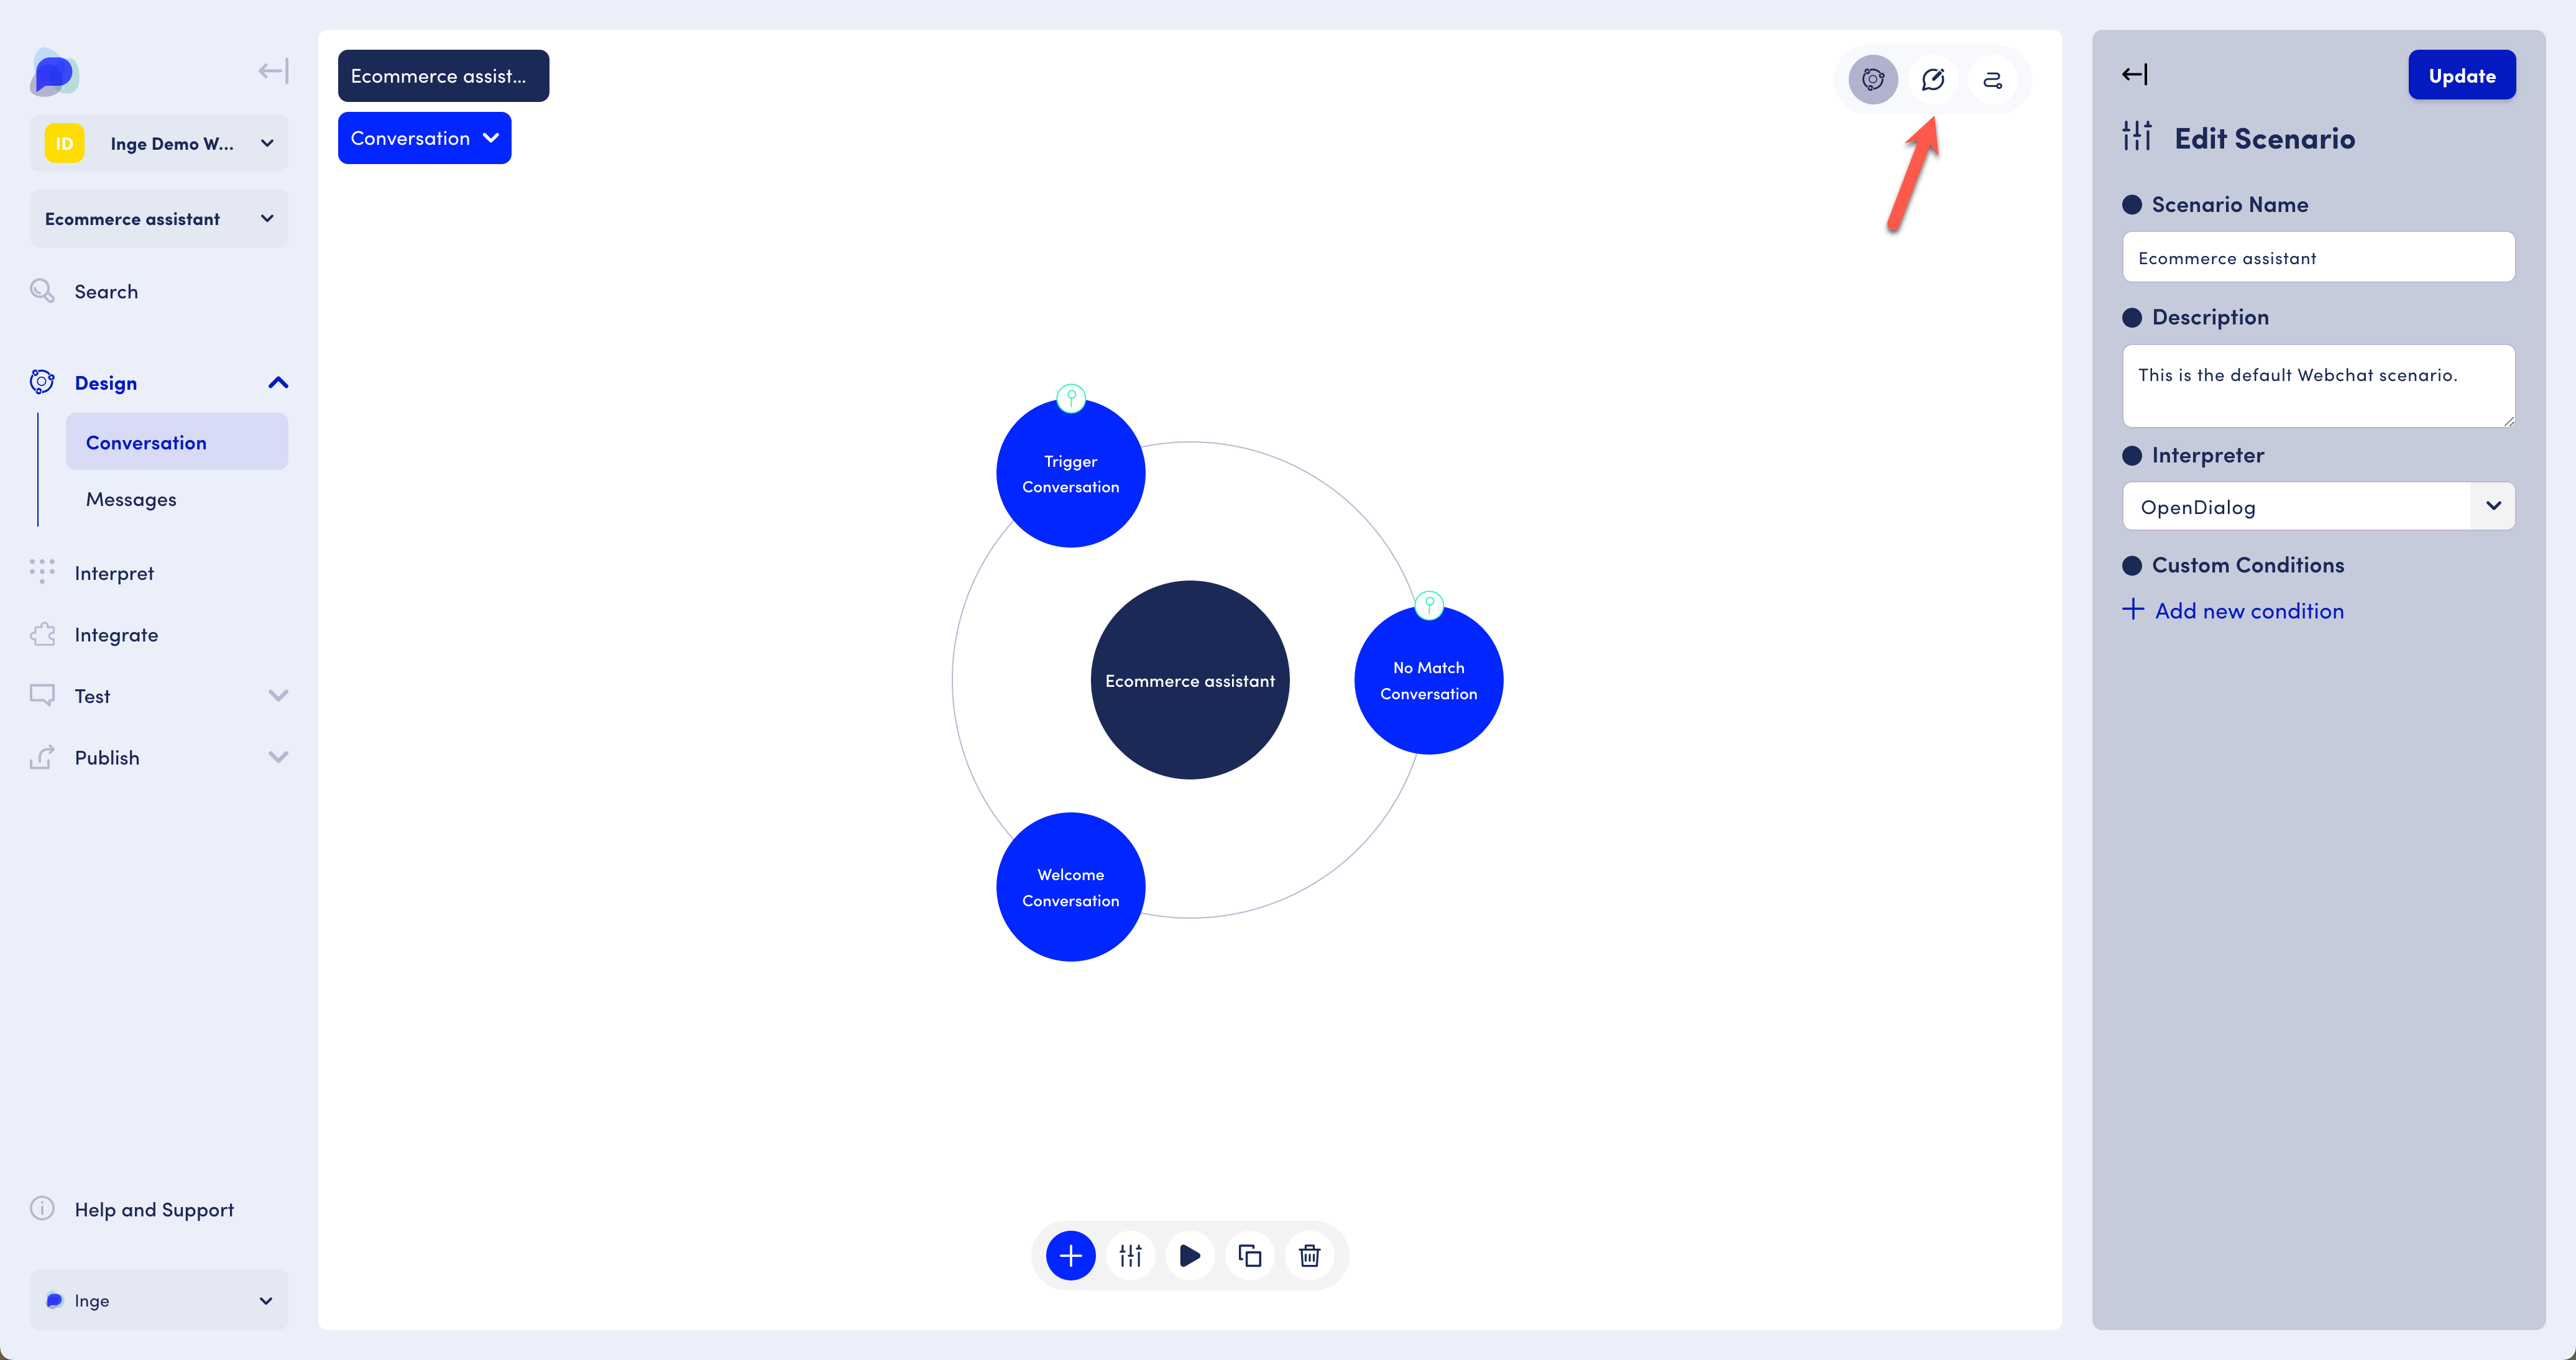 ID
Inge Demo W...
Ecommerce assistant
Search
Design
Conversation
Messages
Interpret
Integrate
Test
Publish
Help and Support
Inge
Ecommerce assist...
Conversation
Trigger
Conversation
Ecommerce assistant
No Match
Conversation
Welcome
Conversation
Update
Edit Scenario
Scenario Name
Ecommerce assistant
Description
This is the default Webchat scenario.
Interpreter
OpenDialog
Custom Conditions
Add new condition